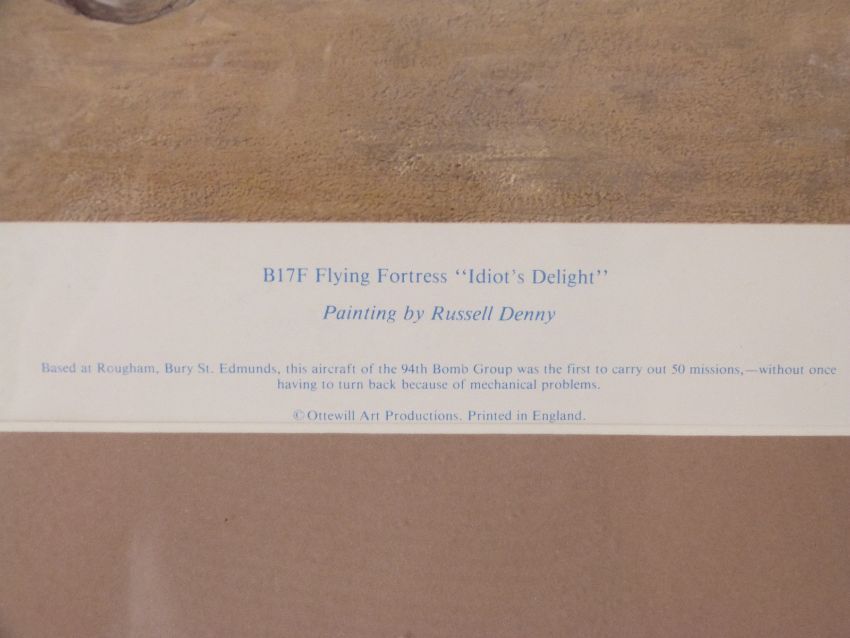 B17F Flying Fortress “Idiot’s Delight”
Painting by Russell Denny
Based at Rougham, Bury St. Edmunds, this aircraft of the 94th Bomb Group was the first to carry out 50 missions,—without once
having to turn back because of mechanical problems.
© Ottewill Art Productions. Printed in England.